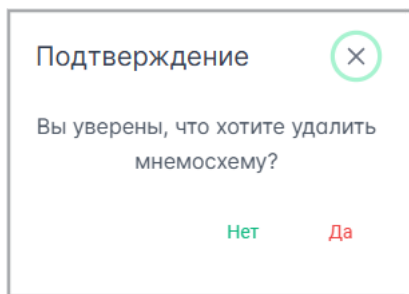 Подтверждение
Вы уверены, что хотите удалить
мнемосхему?
Нет Да